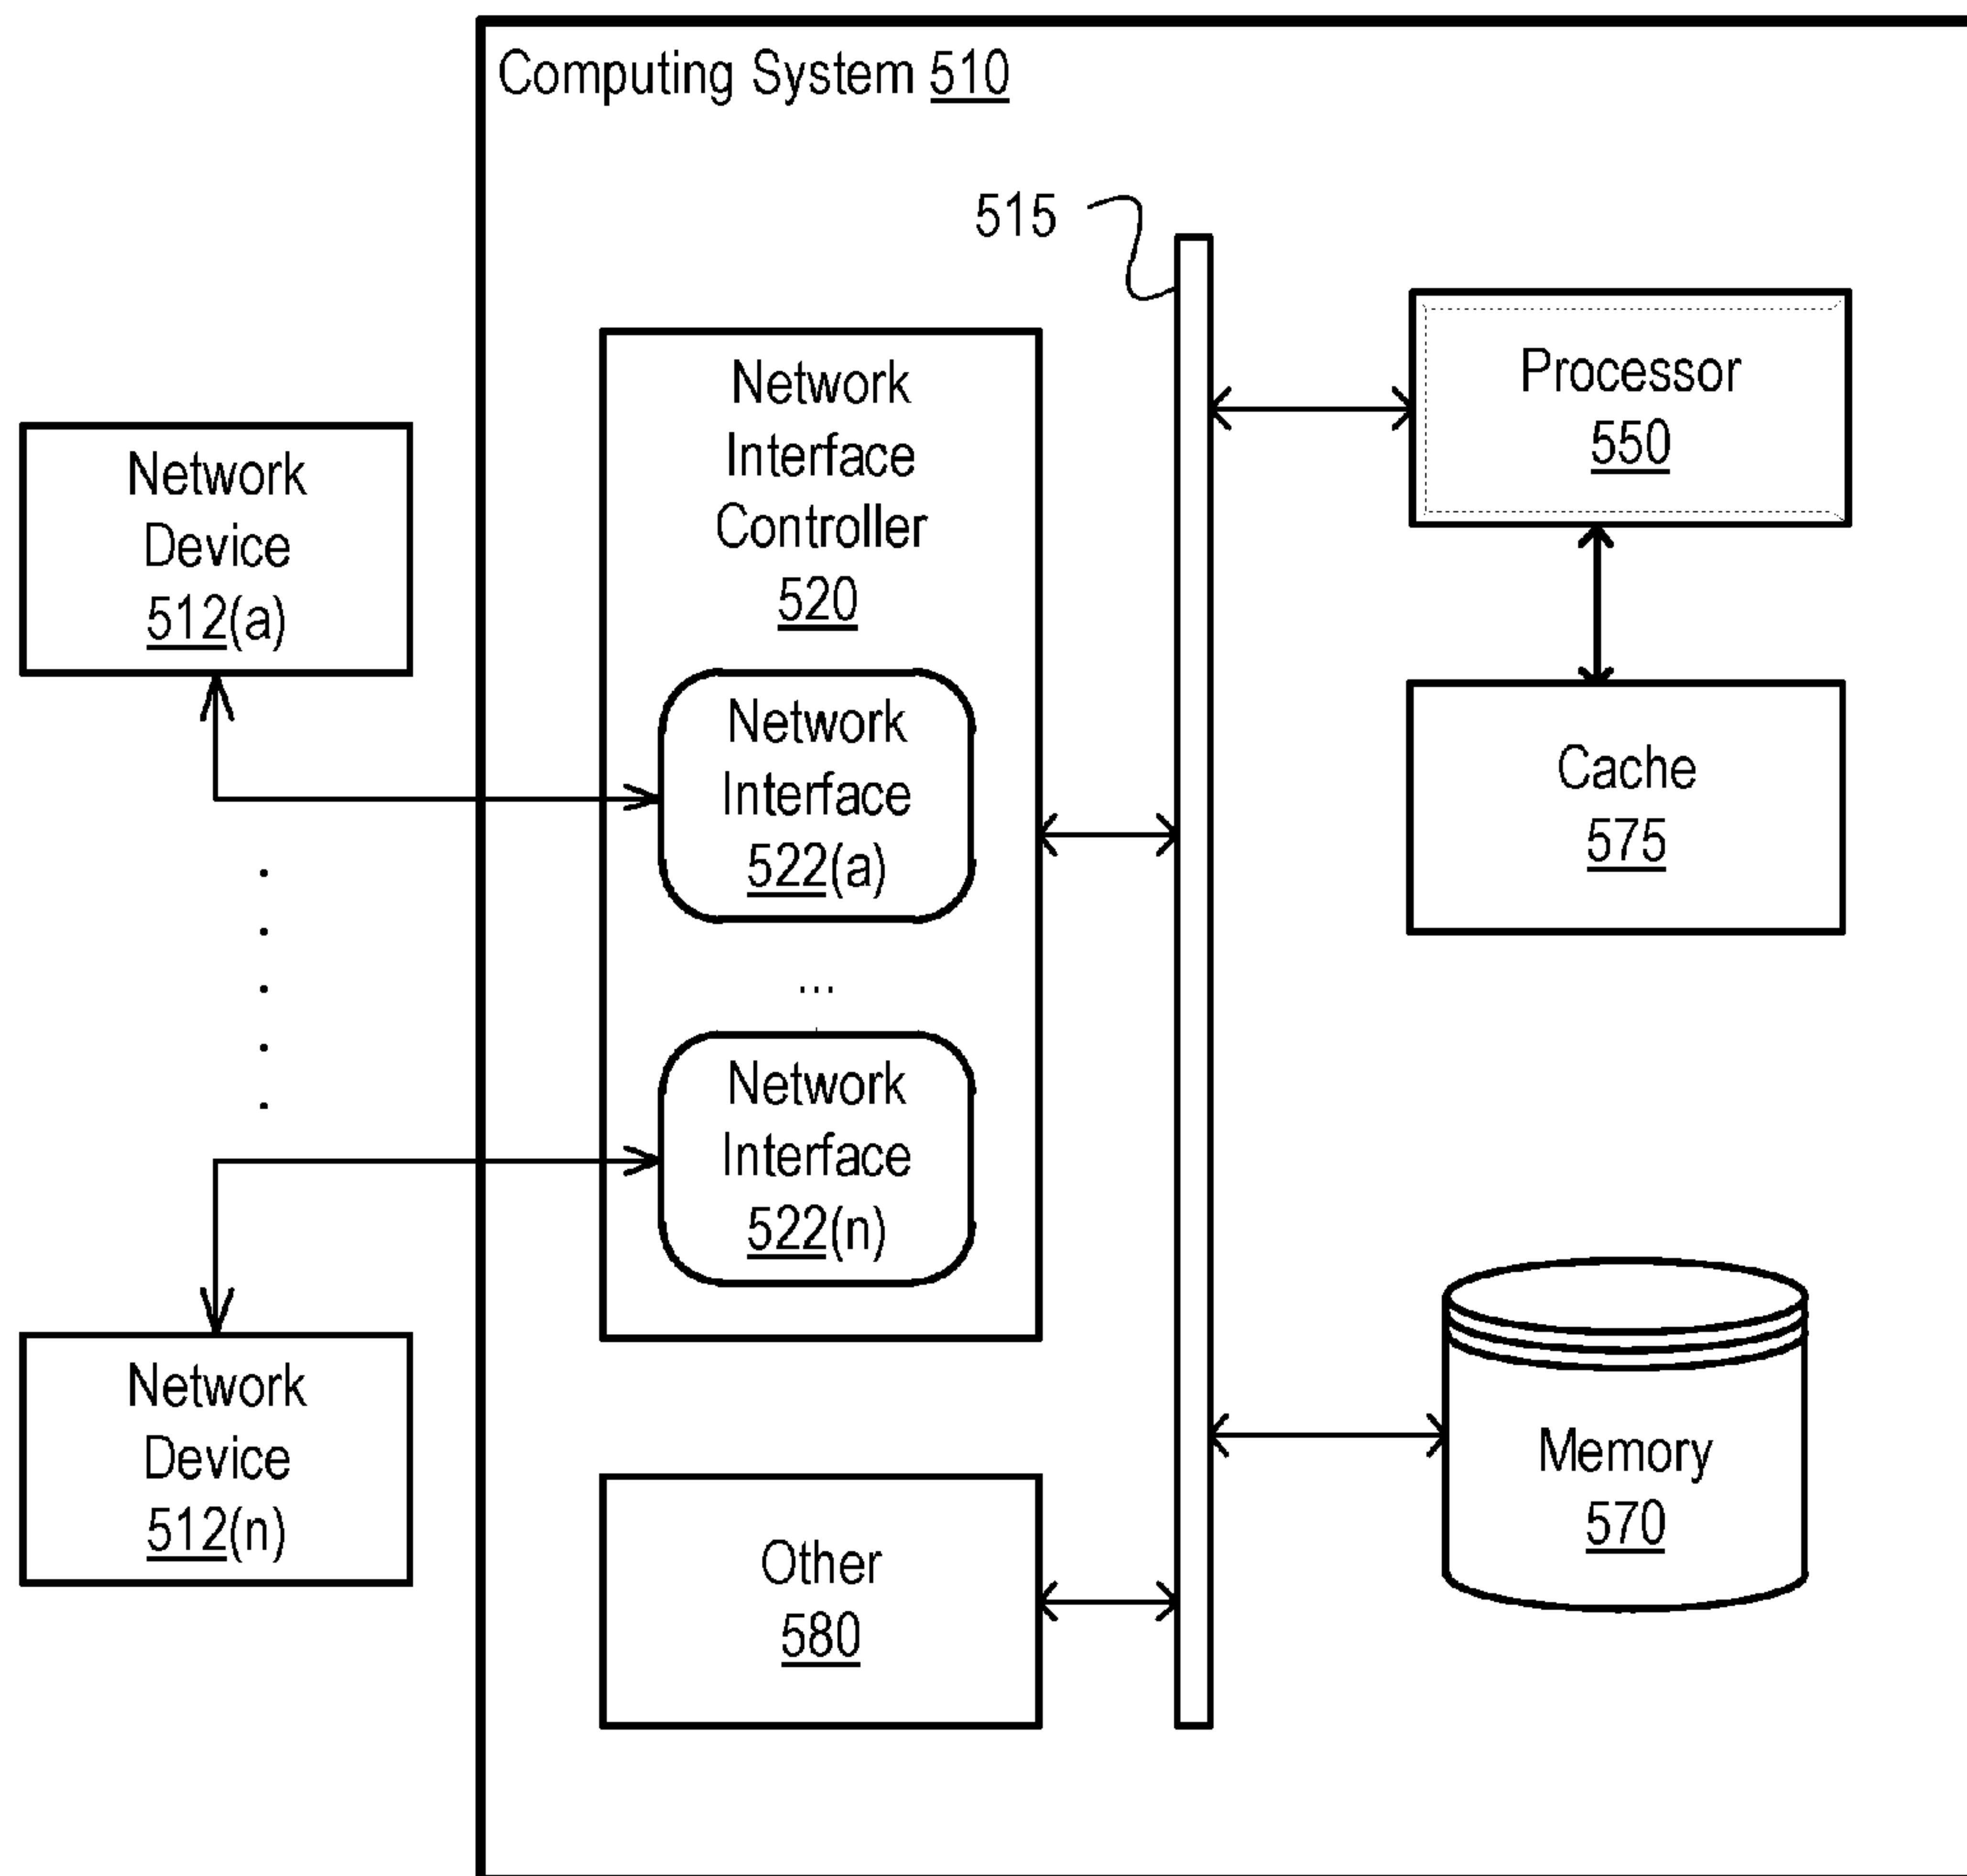 Computing System 510
515
Network
Interface
Controller
520
Processor
550
Network
Device
512(a)
Network
Interface
522(a)
Cache
575
...
Network
Interface
522(n)
Network
Device
512(n)
Memory
570
Other
580